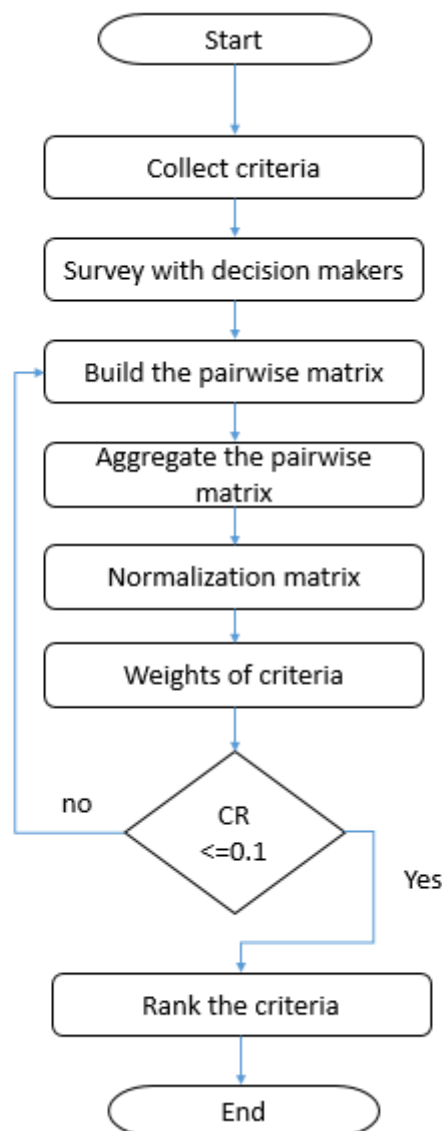 Start
Collect criteria
Survey with decision makers
Build the pairwise matrix
Aggregate the pairwise
matrix
Normalization matrix
Weights of criteria
no
CR
<=0.1
Yes
Rank the criteria
End